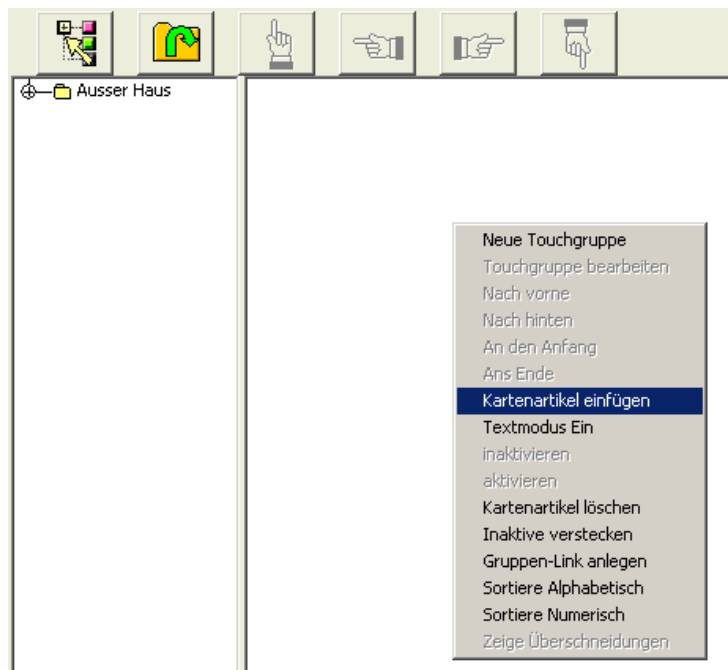 Ausser Haus
Neue Touchgruppe
Touchgruppe bearbeiten
Nach vorne
Nach hinten
An den Anfang
Ans Ende
Kartenartikel einfügen
Textmodus Ein
inaktivieren
aktivieren
Kartenartikel löschen
Inaktive verstecken
Gruppen-Link anlegen
Sortiere Alphabetisch
Sortiere Numerisch
Zeige Überschneidungen